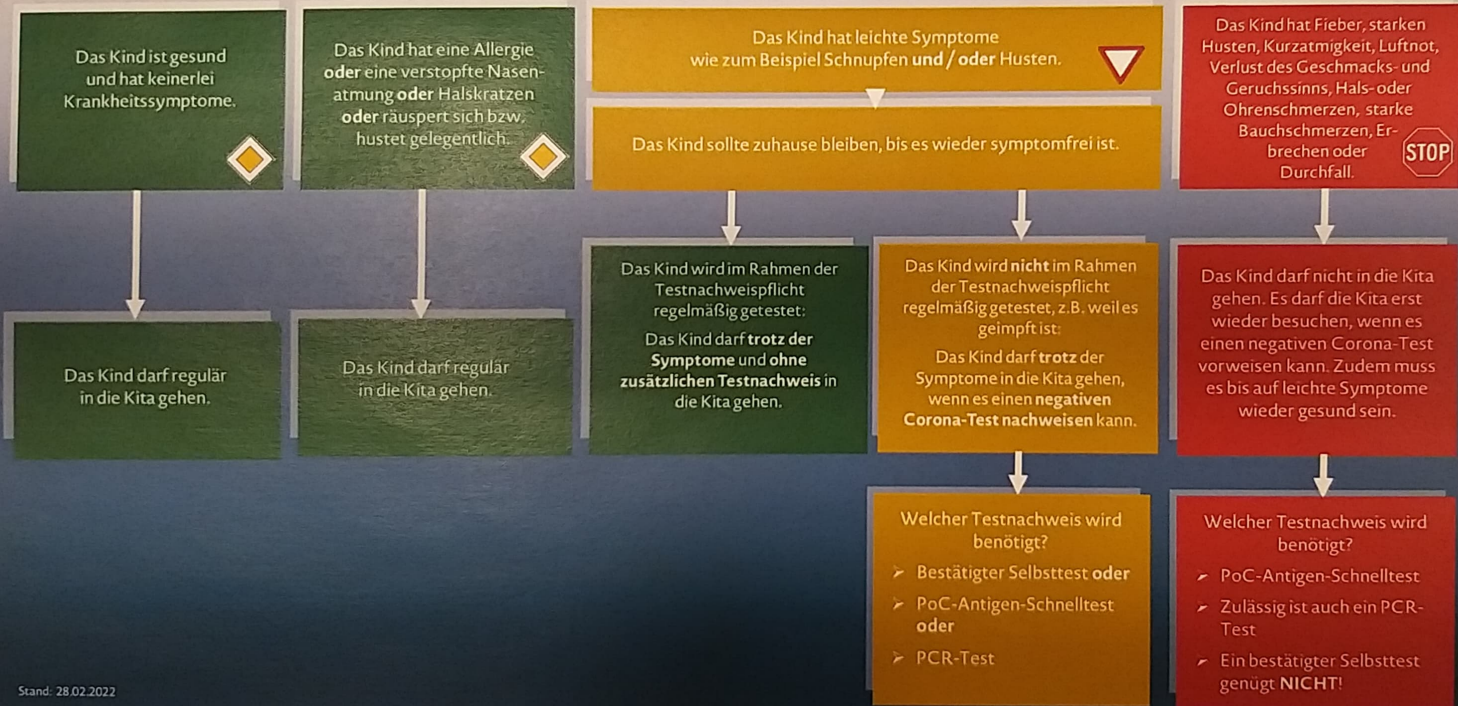 Das Kind ist gesund
und hat keinerlei
Krankheitssymptome.
Das Kind darf regulär
in die Kita gehen.
Das Kind hat eine Allergie
oder eine verstopfte Nasen-
atmung oder Halskratzen
oder räuspert sich bzw.
hustet gelegentlich.
Das Kind darf regulär
in die Kita gehen.
Das Kind hat leichte Symptome
wie zum Beispiel Schnupfen und / oder Husten.
Das Kind sollte zuhause bleiben, bis es wieder symptomfrei ist.
Das Kind wird im Rahmen der
Testnachweispflicht
regelmäßig getestet:
Das Kind darf trotz der
Symptome und ohne
zusätzlichen Testnachweis in
die Kita gehen.
Das Kind wird nicht im Rahmen
der Testnachweispflicht
regelmäßig getestet, z.B. weil es
geimpft ist:
Das Kind darf trotz der
Symptome in die Kita gehen,
wenn es einen negativen
Corona-Test nachweisen kann.
Welcher Testnachweis wird
benötigt?
➢ Bestätigter Selbsttest oder
➢ PoC-Antigen-Schnelltest
oder
➢ PCR-Test
Das Kind hat Fieber, starken
Husten, Kurzatmigkeit, Luftnot,
Verlust des Geschmacks- und
Geruchssinns, Hals- oder
Ohrenschmerzen, starke
Bauchschmerzen, Er-
brechen oder
Durchfall.
STOP
Das Kind darf nicht in die Kita
gehen. Es darf die Kita erst
wieder besuchen, wenn es
einen negativen Corona-Test
vorweisen kann. Zudem muss
es bis auf leichte Symptome
wieder gesund sein.
Welcher Testnachweis wird
benötigt?
➢ PoC-Antigen-Schnelltest
➢ Zulässig ist auch ein PCR-
Test
➢ Ein bestätigter Selbsttest
genügt NICHT!
Stand: 28.02.2022